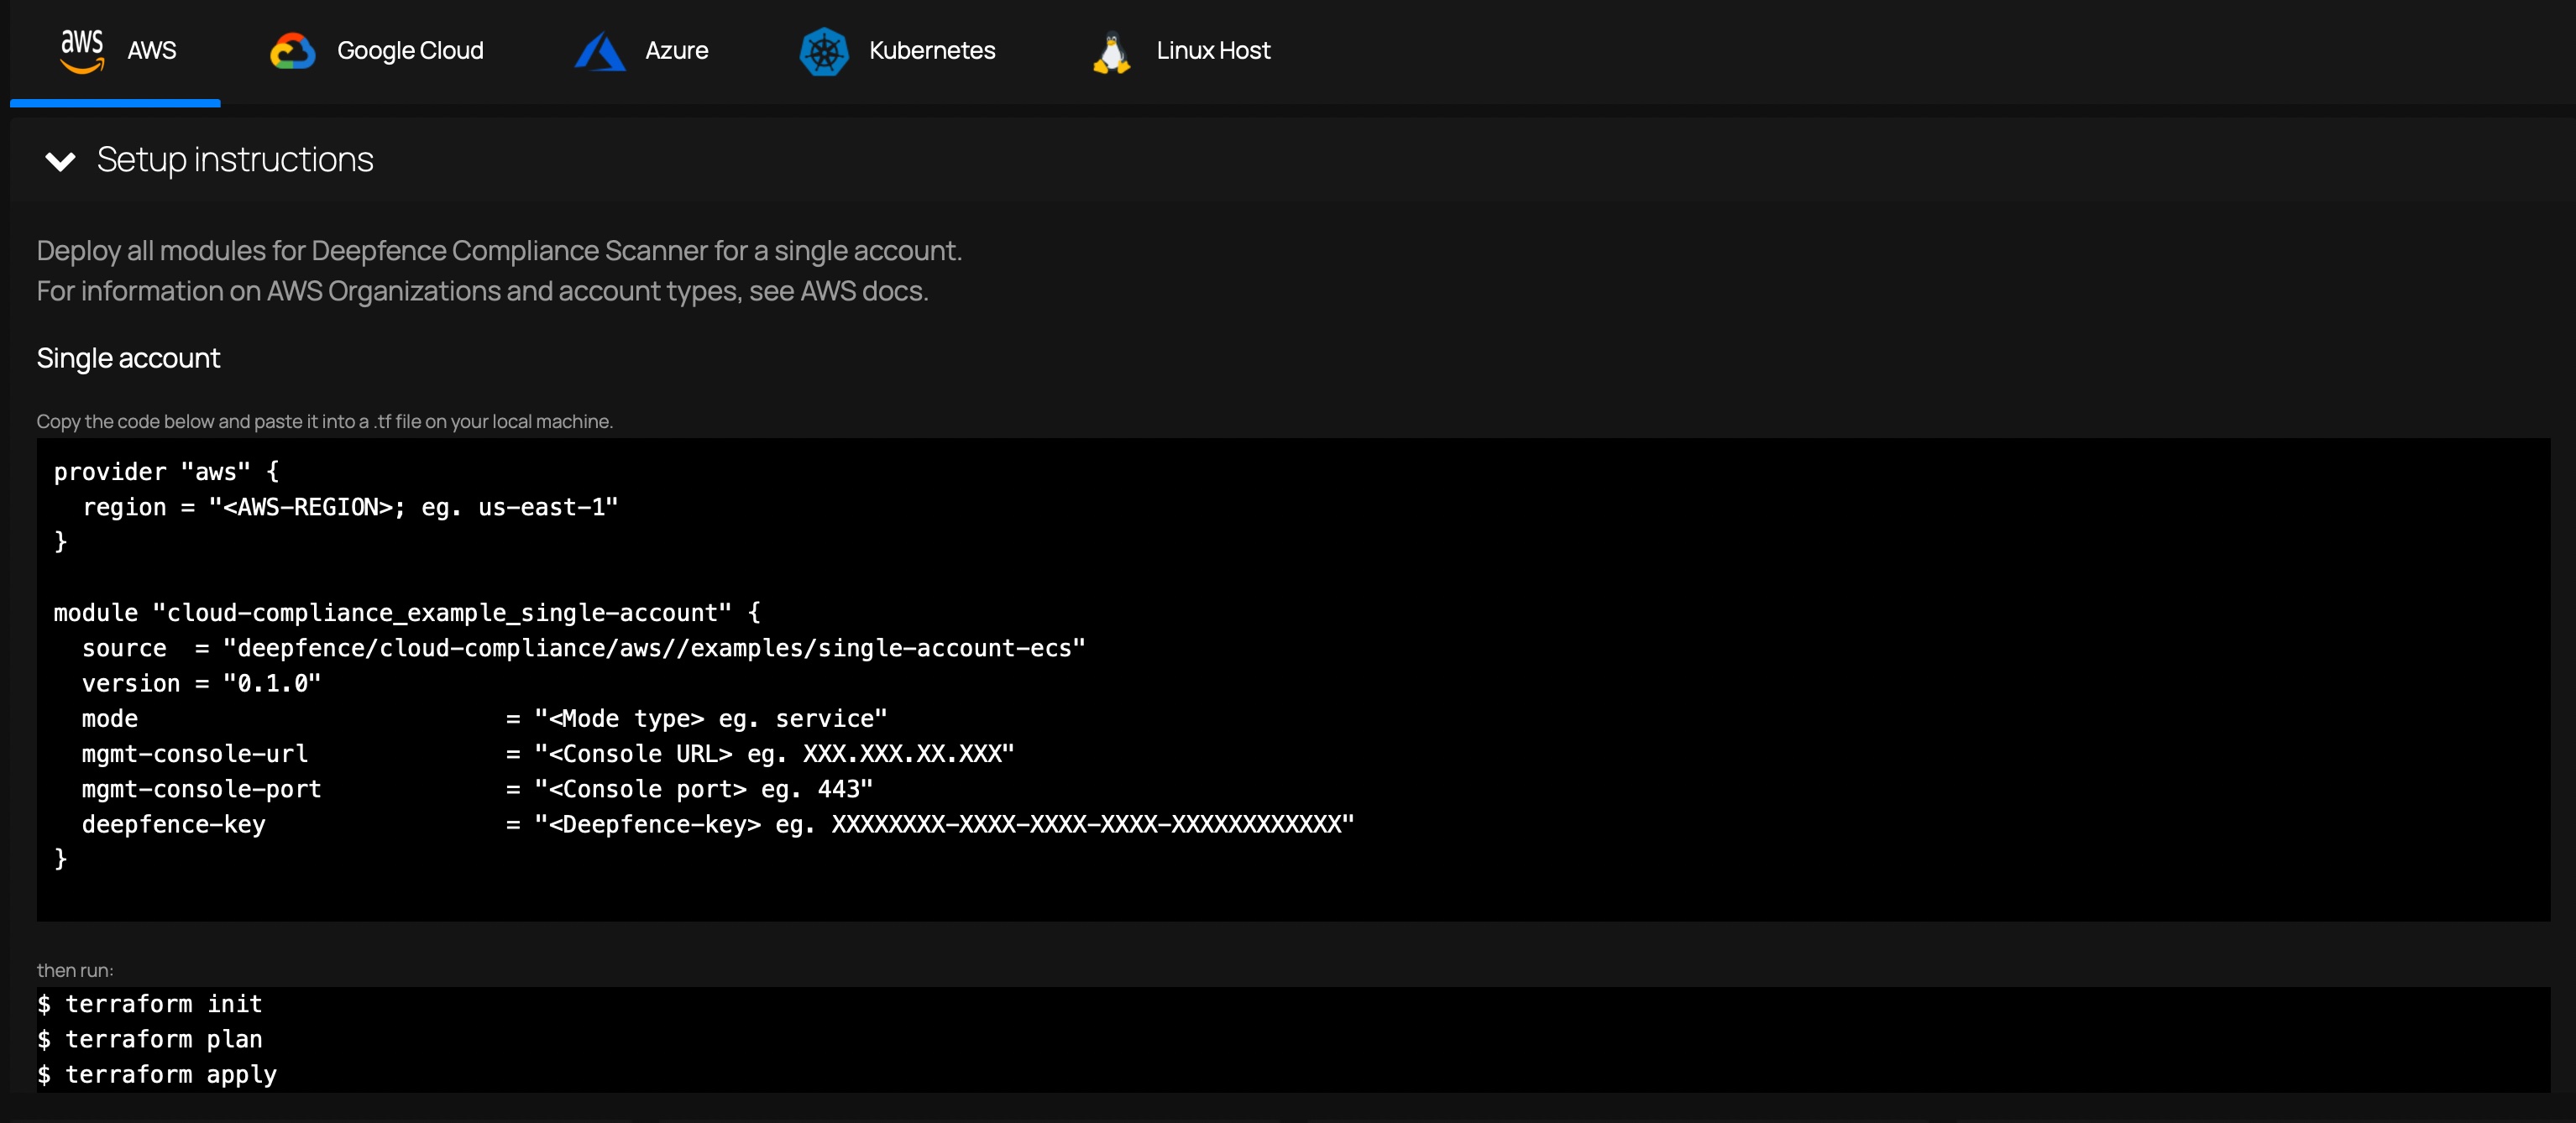 aws AWS Google Cloud Azure Kubernetes Linux Host
Setup instructions
Deploy all modules for Deepfence Compliance Scanner for a single account.
For information on AWS Organizations and account types, see AWS docs.
Single account
Copy the code below and paste it into a .tf file on your local machine.
provider "aws" {
  region = "<AWS-REGION>; eg. us-east-1"
}
module "cloud-compliance_example_single-account" {
  source  = "deepfence/cloud-compliance/aws//examples/single-account-ecs"
  version = "0.1.0"
  mode                          = "<Mode type> eg. service"
  mgmt-console-url              = "<Console URL> eg. XXX.XXX.XX.XXX"
  mgmt-console-port             = "<Console port> eg. 443"
  deepfence-key                 = "<Deepfence-key> eg. XXXXXXXX-XXXX-XXXX-XXXX-XXXXXXXXXXXX"
}
then run:
$ terraform init
$ terraform plan
$ terraform apply